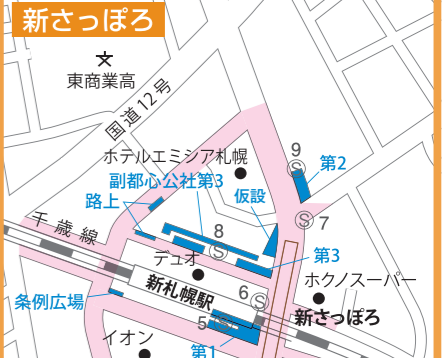 新さっぽろ
東商業高
国道12号
9
ホテルエミシア札幌
第2
副都心公社第3
路上
仮設
7
千歳線
8
第3
デュオ
ホクノスーパー
新札幌駅
6
条例広場
新さっぽろ
5
イオン
第1
S
S
S
S
S